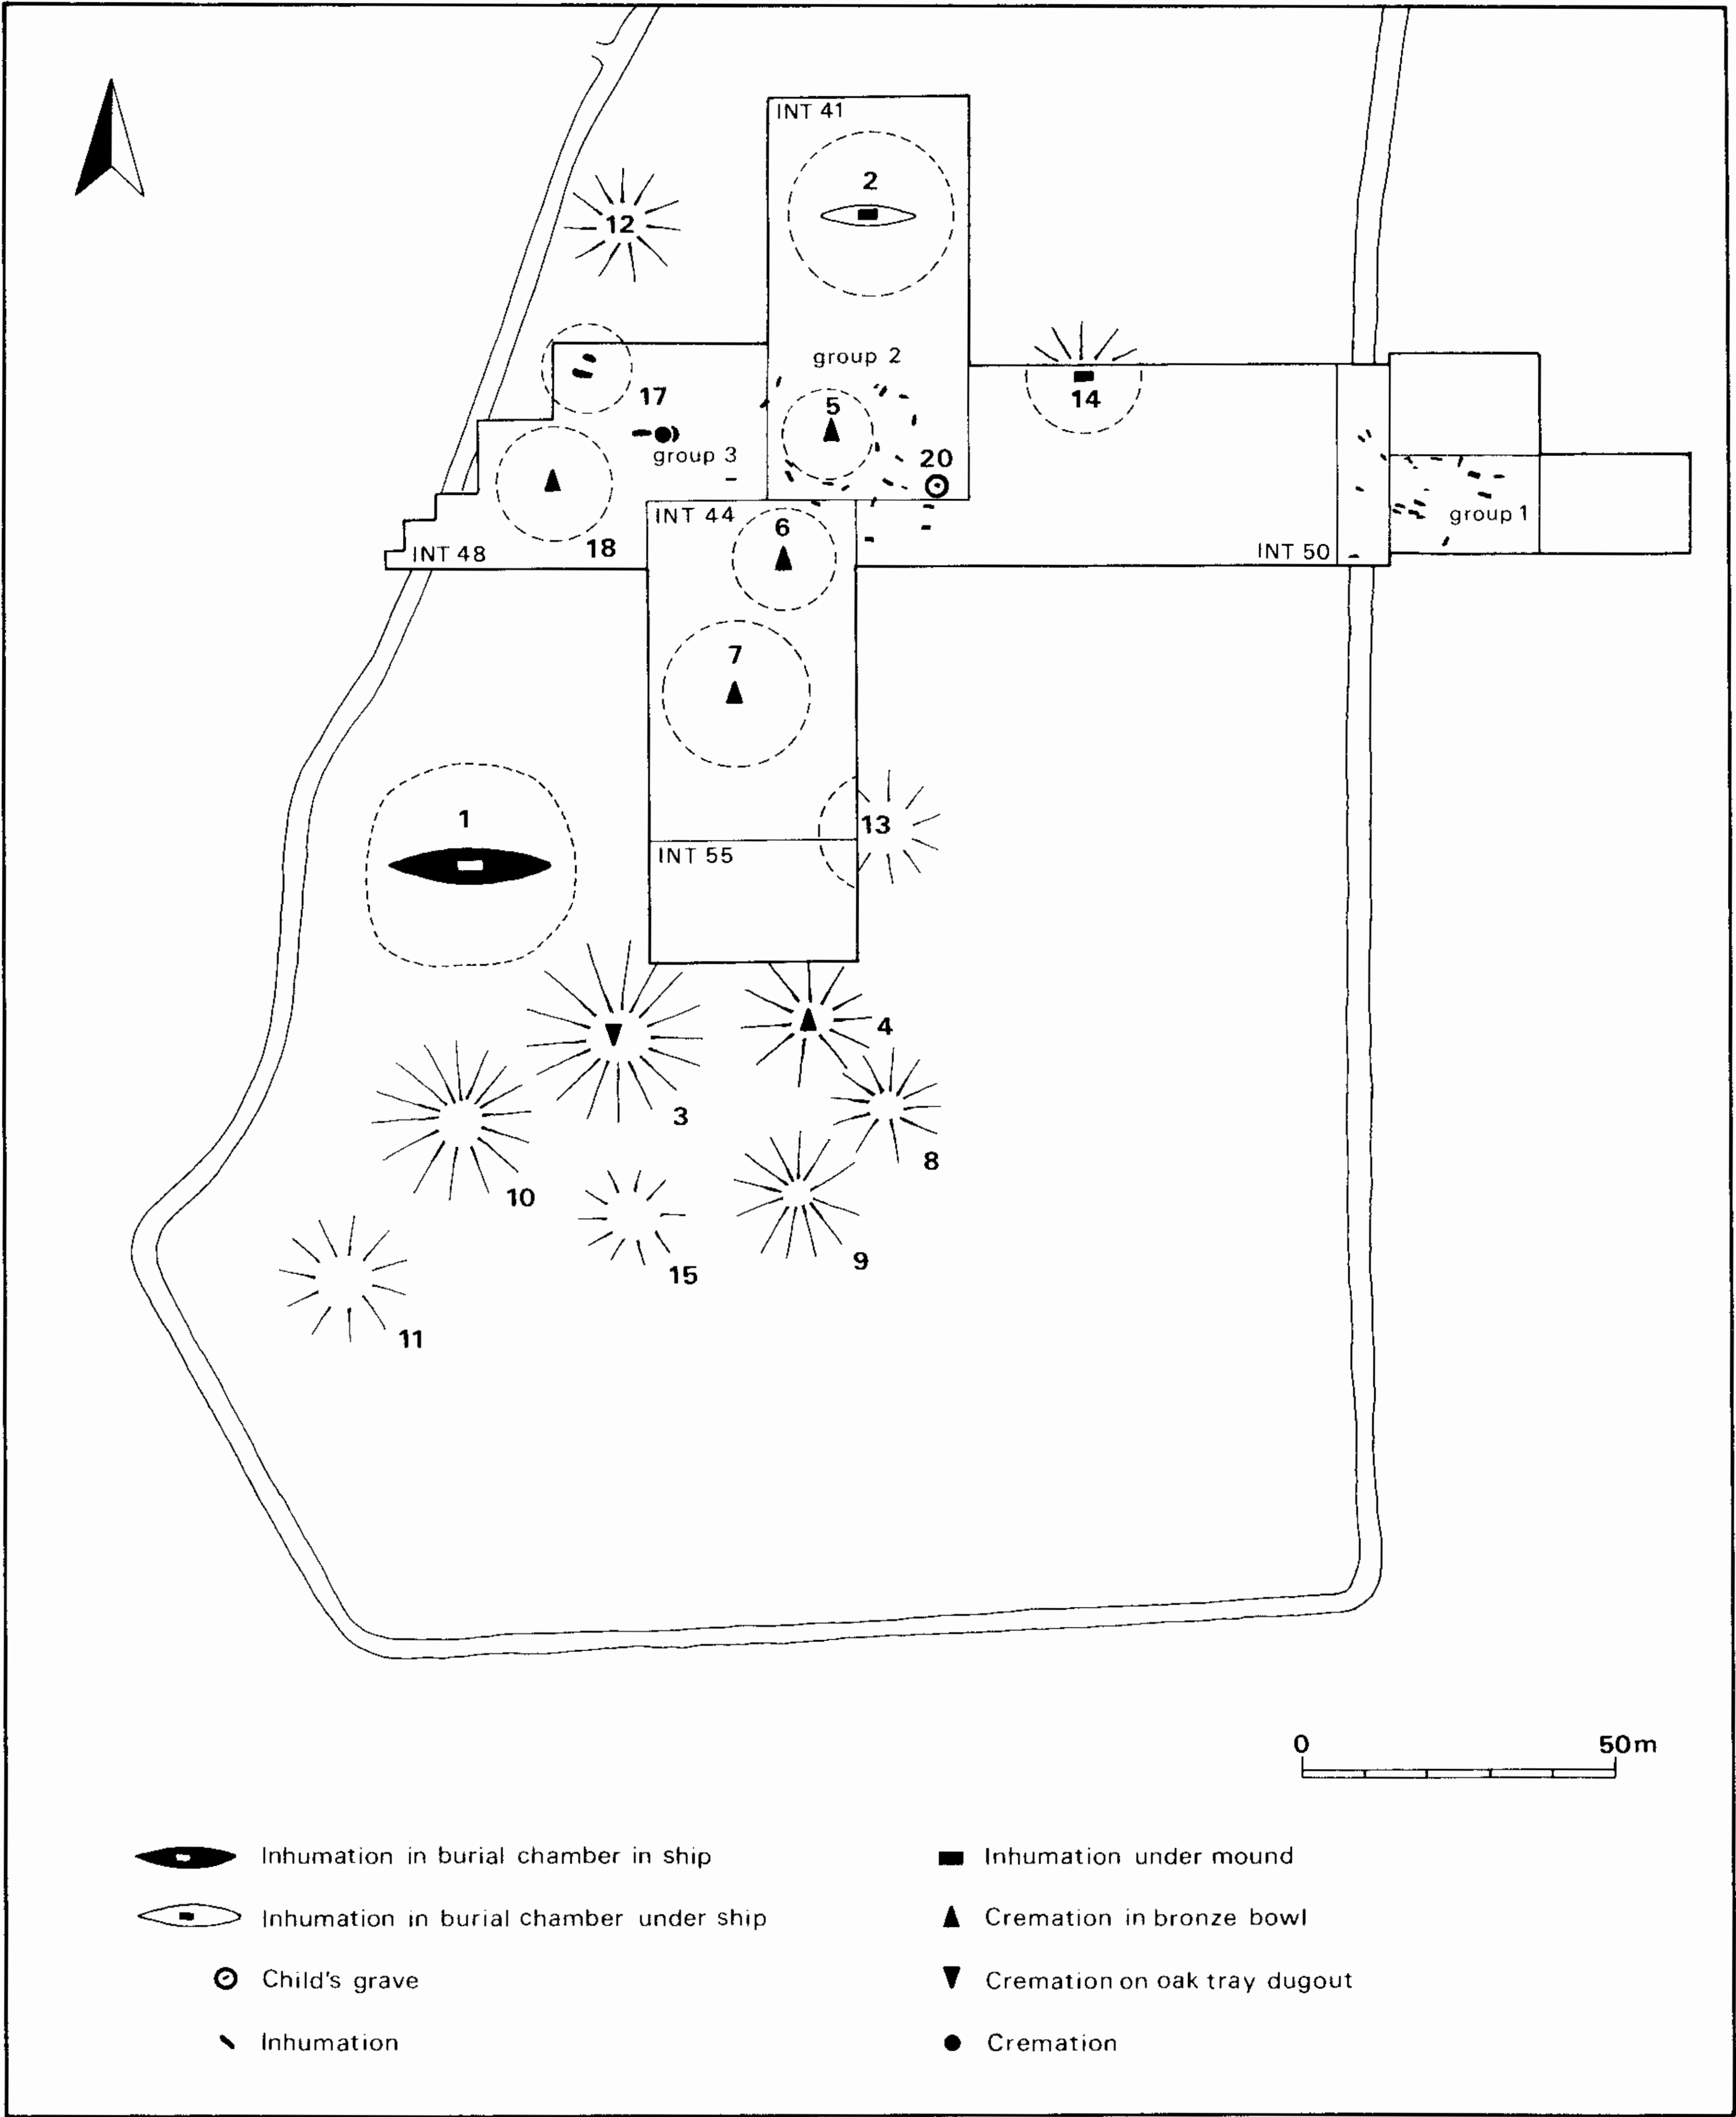 INT 41
2
12
group 2
5
14
17
group 3
20
INT 44
6
18
INT 48
INT 50
group 1
7
1
13
INT 55
4
3
8
10
9
15
11
0 50m
Inhumation in burial chamber in ship
Inhumation in burial chamber under ship
Child's grave
Inhumation
Inhumation under mound
Cremation in bronze bowl
Cremation on oak tray dugout
Cremation